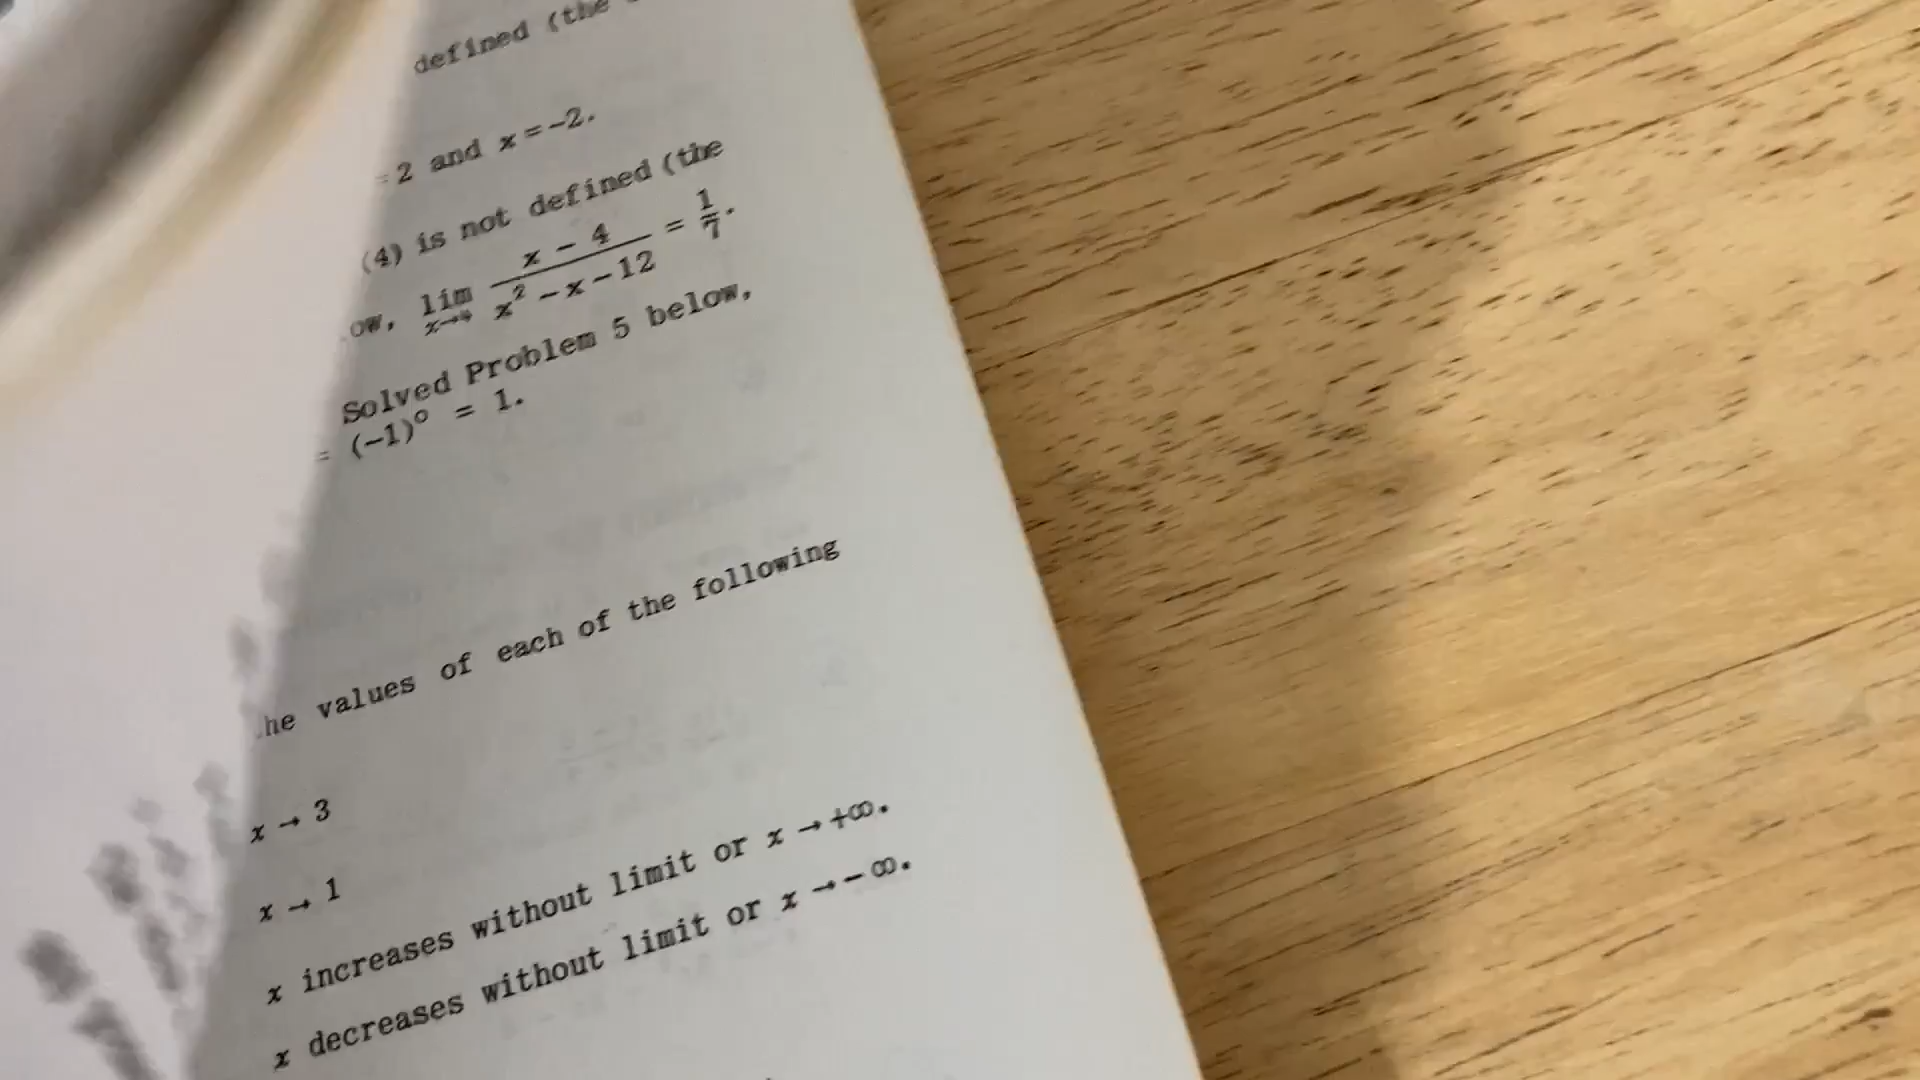 defined (the
=2 and x=-2.
(4) is not defined (the
ow, lim x→4 x - 4 / x² -x-12 = 1/7.
Solved Problem 5 below,
= (-1)⁰ = 1.
he values of each of the following
x → 3
x → 1
x increases without limit or x → +∞.
x decreases without limit or x → -∞.